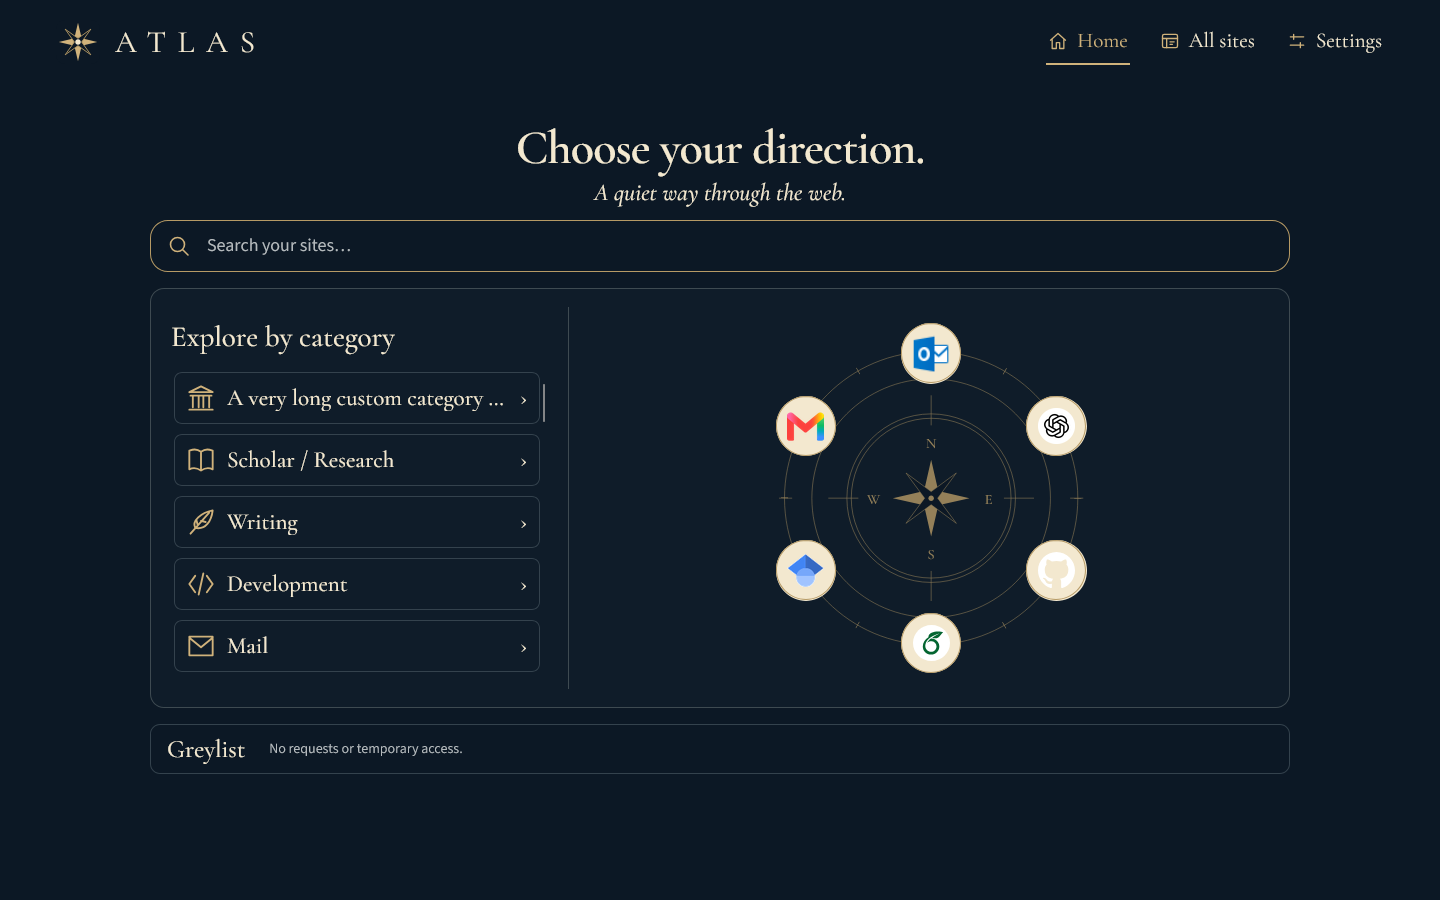 ATLAS
Home
All sites
Settings
Choose your direction.
A quiet way through the web.
Search your sites…
Explore by category
A very long custom category ...
Scholar / Research
Writing
Development
Mail
N
W
E
S
Greylist
No requests or temporary access.